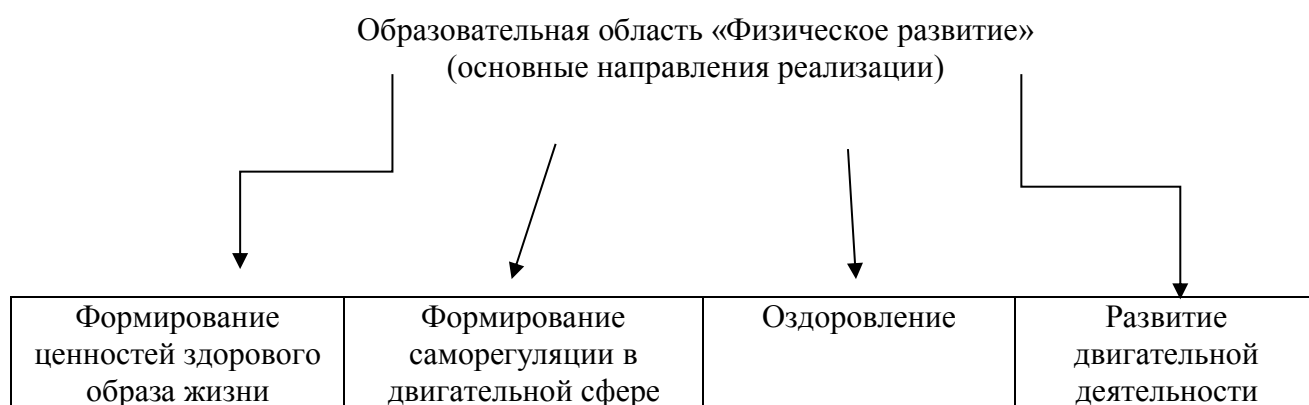 Образовательная область «Физическое развитие»
(основные направления реализации)
Формирование
ценностей здорового
образа жизни
Формирование
саморегуляции в
двигательной сфере
Оздоровление
Развитие
двигательной
деятельности